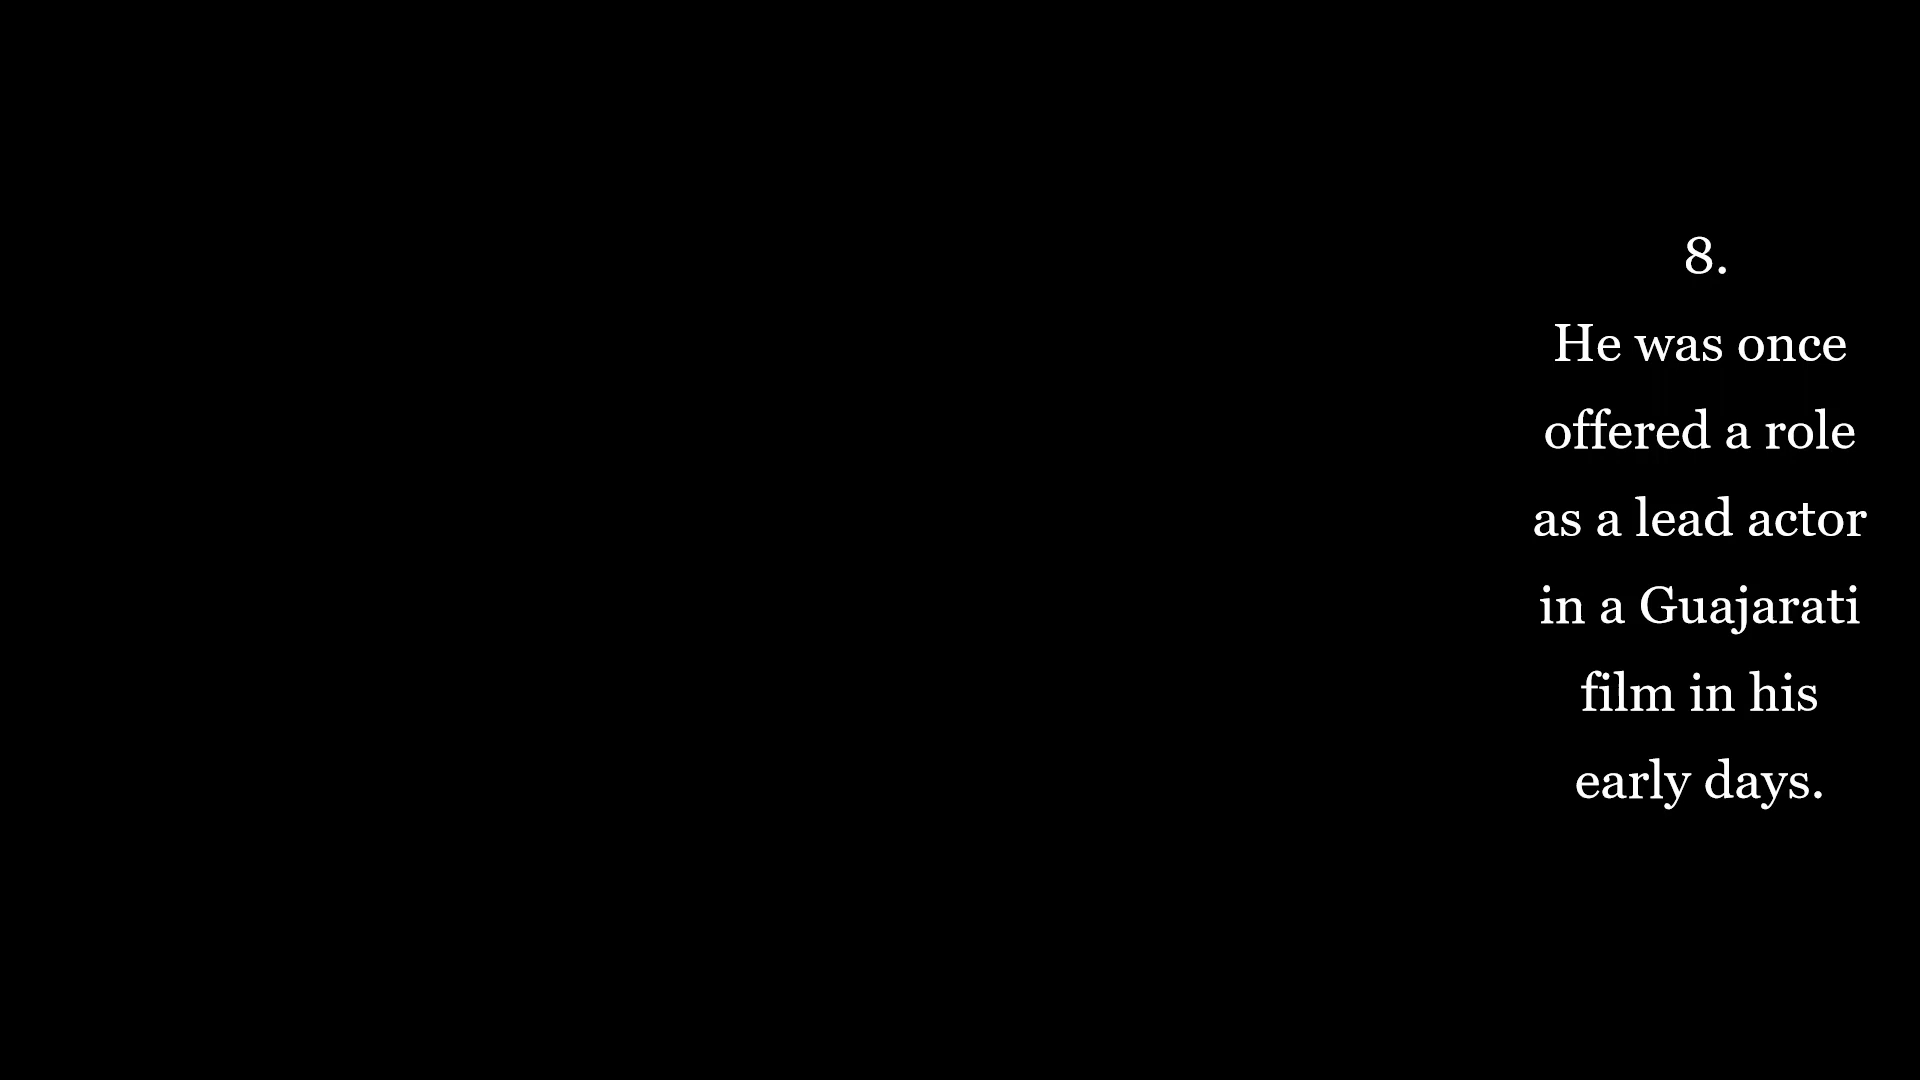 8.
He was once
offered a role
as a lead actor
in a Guajarati
film in his
early days.